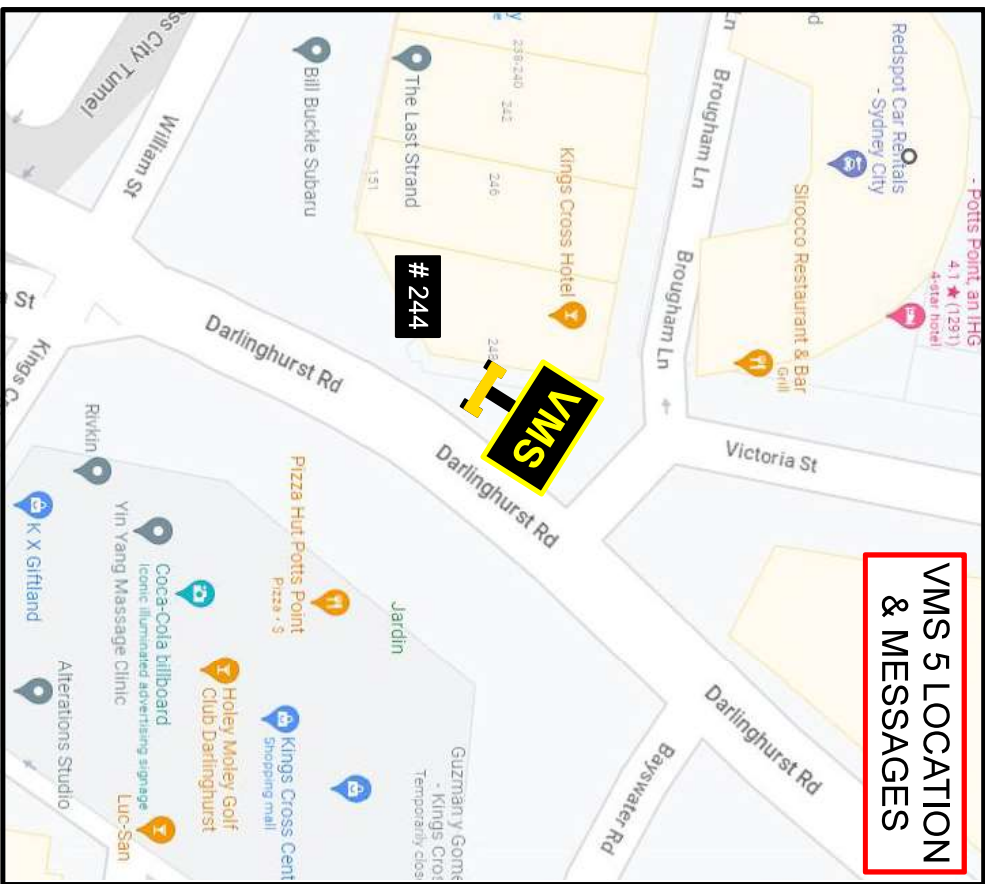 VMS 5 LOCATION
& MESSAGES
- Potts Point, an IHG
4.1 ★ (1291)
4-star hotel
Redspot Car Rentals
- Sydney City
Sirocco Restaurant & Bar
Grill
Brougham Ln
Brougham Ln
Victoria St
Kings Cross Hotel
238-240
242
246
248
151
The Last Strand
# 244
VMS
Bill Buckle Subaru
William St
ss City Tunnel
Darlinghurst Rd
Darlinghurst Rd
Darlinghurst Rd
Bayswater Rd
Jardin
Guzman y Gome
- Kings Cros
Temporarily clos
Pizza Hut Potts Point
Pizza • $
Kings Cross Cent
Shopping mall
Holey Moley Golf
Club Darlinghurst
Coca-Cola billboard
Iconic illuminated advertising signage
Yin Yang Massage Clinic
Luc-San
Rivkin
Alterations Studio
K X Giftland
St
Kings C